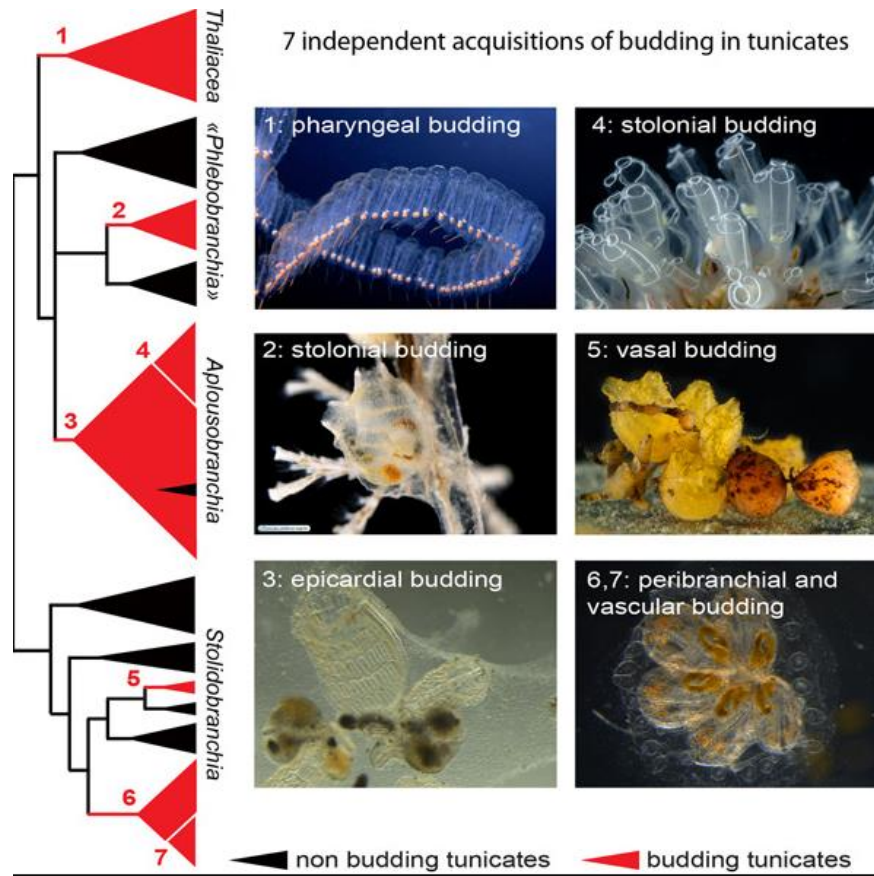 7 independent acquisitions of budding in tunicates
1
Thaliacea
«Phlebobranchia»
2
4
3
Aplousobranchia
5
Stolidobranchia
6
7
1: pharyngeal budding
4: stolonial budding
2: stolonial budding
5: vasal budding
3: epicardial budding
6,7: peribranchial and
vascular budding
non budding tunicates
budding tunicates